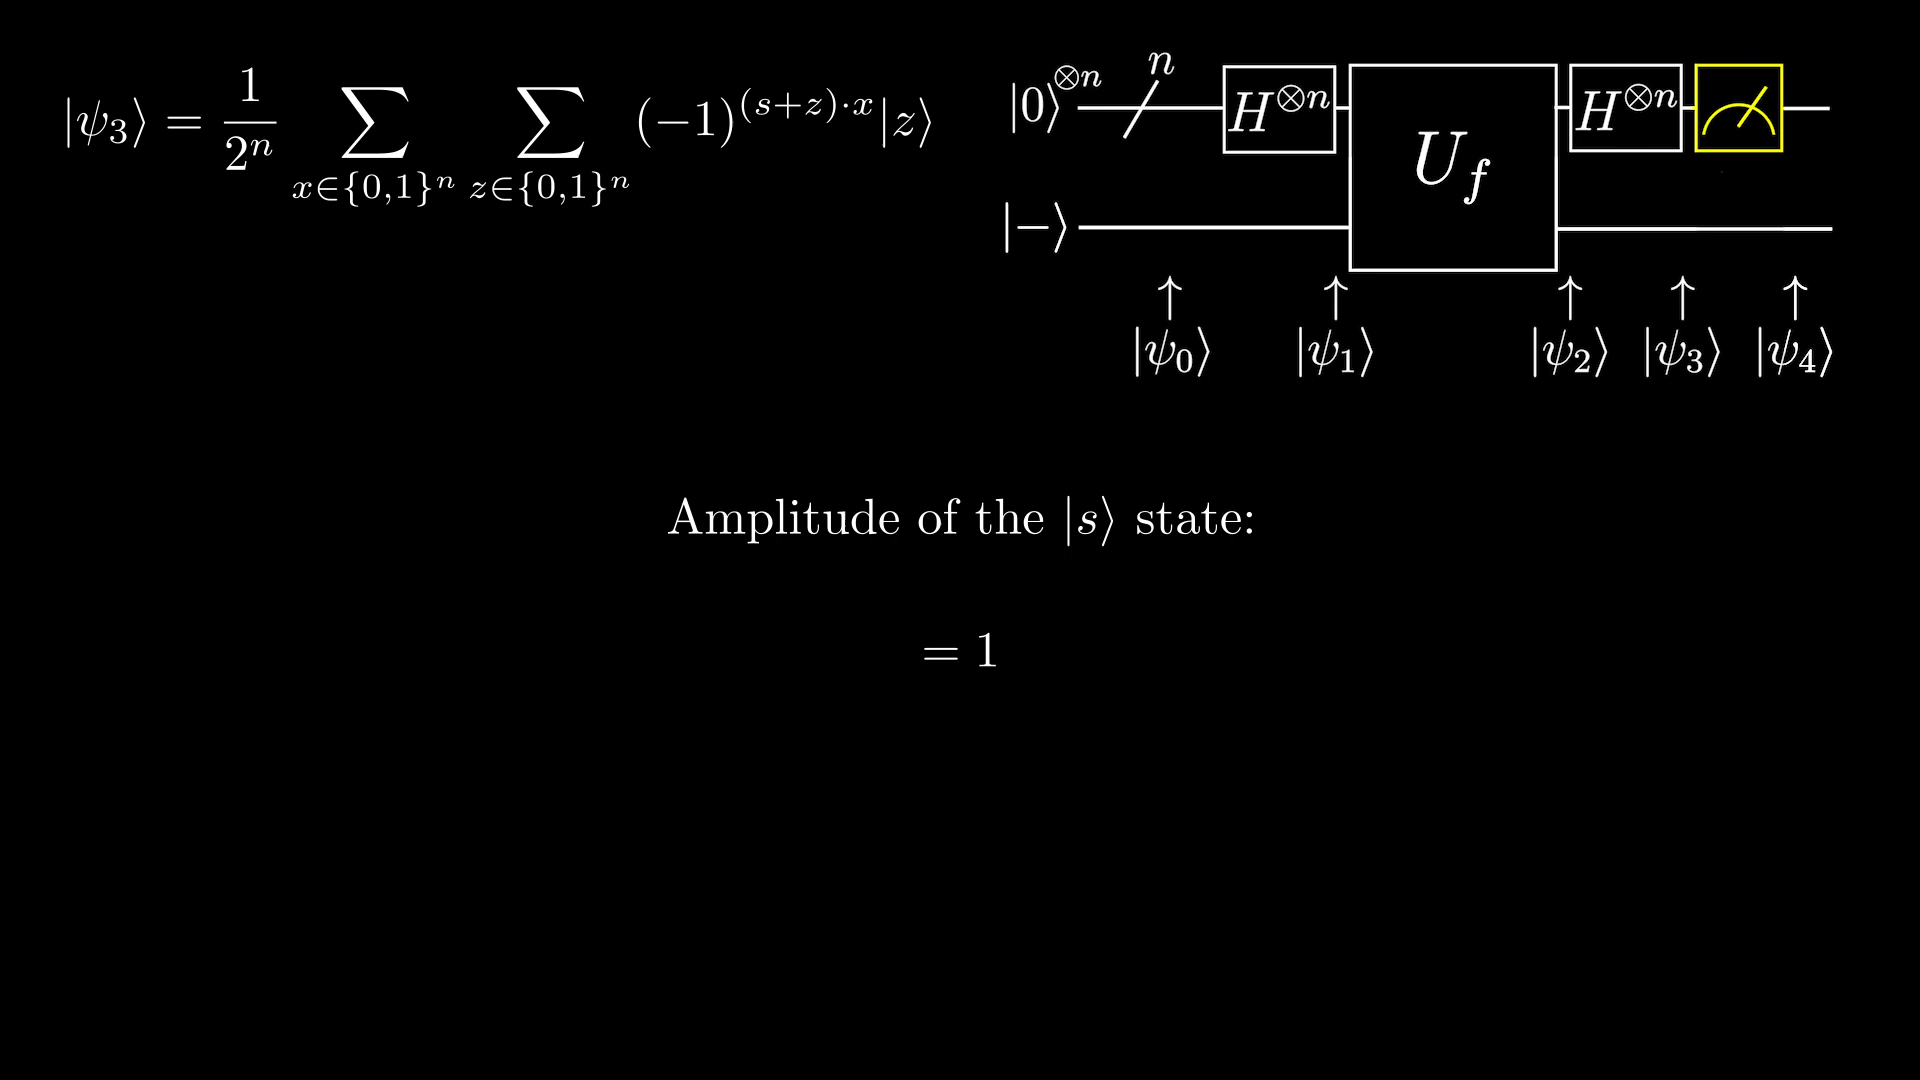 |ψ₃⟩ = 1/2ⁿ ∑_{x∈{0,1}ⁿ} ∑_{z∈{0,1}ⁿ} (−1)^{(s+z)·x}|z⟩
|0⟩^{⊗n} n H^{⊗n} U_f H^{⊗n}
|−⟩
|ψ₀⟩ |ψ₁⟩ |ψ₂⟩ |ψ₃⟩ |ψ₄⟩
Amplitude of the |s⟩ state:
= 1